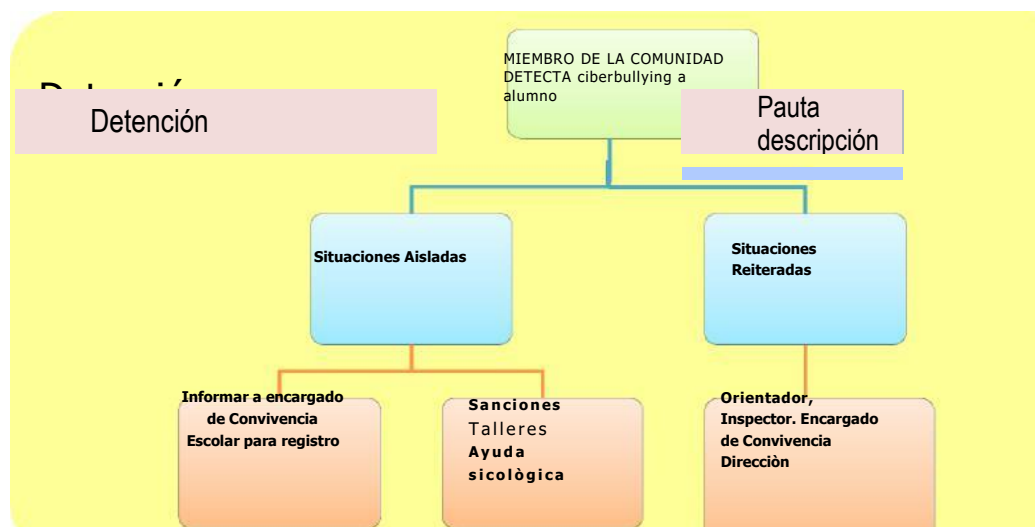 MIEMBRO DE LA COMUNIDAD
DETECTA ciberbullying a
alumno
Detención
Pauta
descripción
Situaciones Aisladas
Situaciones
Reiteradas
Informar a encargado
de Convivencia
Escolar para registro
Sanciones
Talleres
Ayuda
sicològica
Orientador,
Inspector. Encargado
de Convivencia
Direcciòn